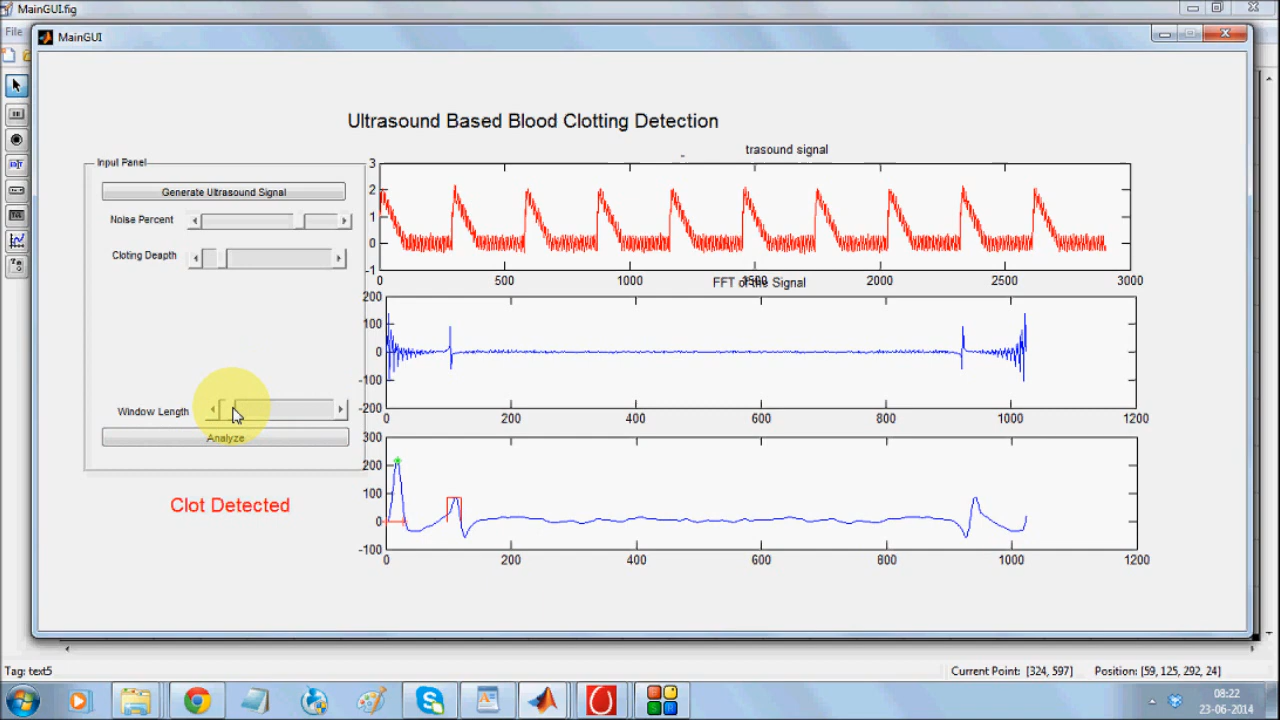 MainGUI.fig
File
MainGUI
Ultrasound Based Blood Clotting Detection
Input Panel
Generate Ultrasound Signal
Noise Percent
Cloting Deapth
Window Length
Analyze
Clot Detected
trasound signal
3
2
1
0
-1
0 500 1000 1500 2000 2500 3000
FFT of the Signal
200
100
0
-100
-200
0 200 400 600 800 1000 1200
300
200
100
0
-100
0 200 400 600 800 1000 1200
Tag: text5
Current Point: [324, 597]
Position: [59, 125, 292, 24]
08:22
23-06-2014